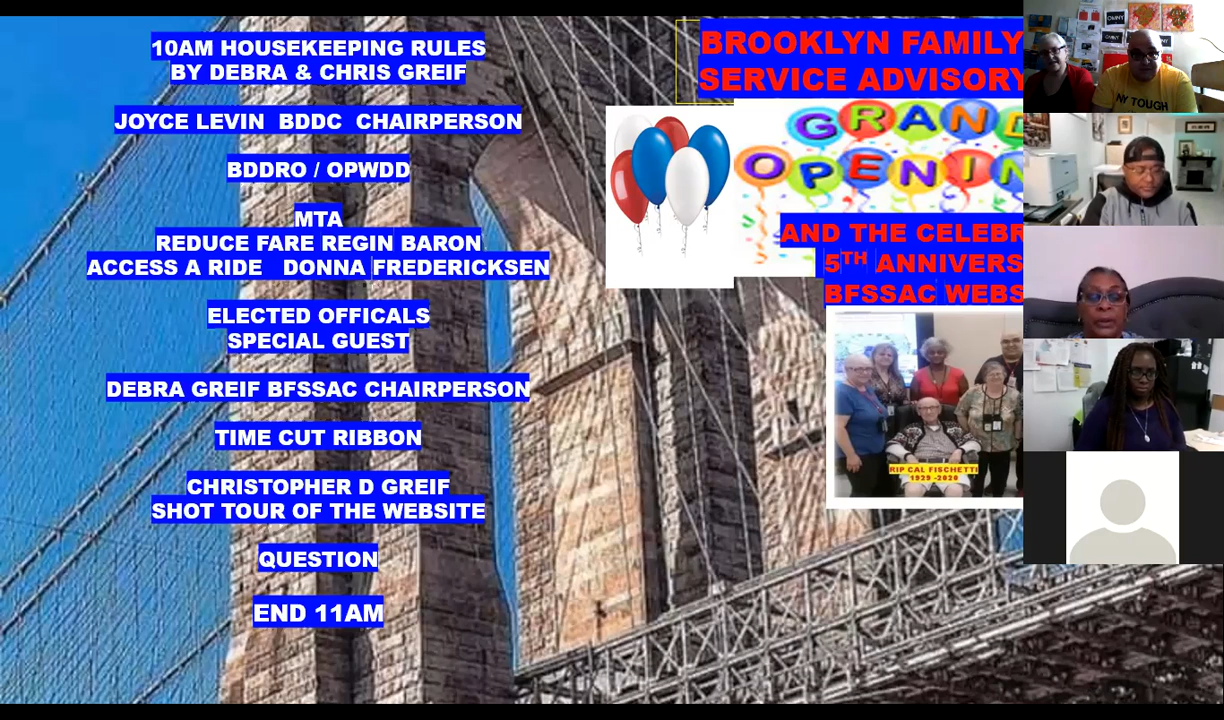 10AM HOUSEKEEPING RULES
BY DEBRA & CHRIS GREIF
JOYCE LEVIN BDDC CHAIRPERSON
BDDRO / OPWDD
MTA
REDUCE FARE REGIN BARON
ACCESS A RIDE DONNA FREDERICKSEN
ELECTED OFFICALS
SPECIAL GUEST
DEBRA GREIF BFSSAC CHAIRPERSON
TIME CUT RIBBON
CHRISTOPHER D GREIF
SHOT TOUR OF THE WEBSITE
QUESTION
END 11AM
BROOKLYN FAMILY
SERVICE ADVISORY
GRAND
OPENIN
AND THE CELEBR
5TH ANNIVERS
BFSSAC WEBS
RIP CAL FISCHETTI
1929 -2020
OMNY
OMNY
NY TOUGH